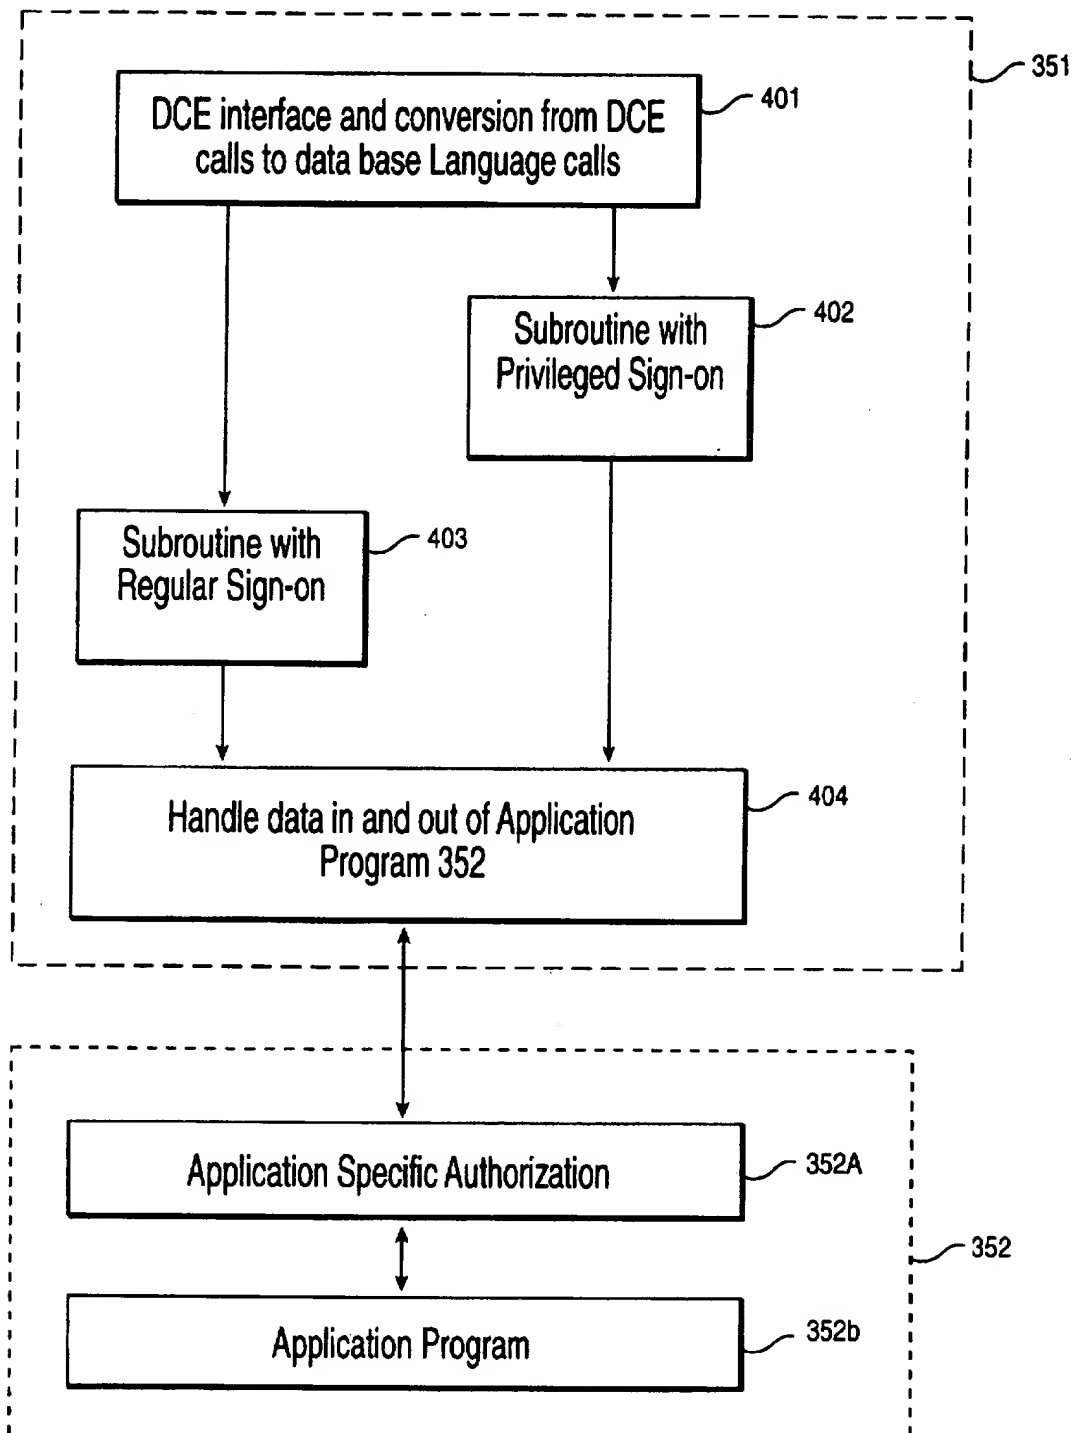 351
DCE interface and conversion from DCE
calls to data base Language calls
401
Subroutine with
Privileged Sign-on
402
Subroutine with
Regular Sign-on
403
Handle data in and out of Application
Program 352
404
Application Specific Authorization
352A
352
Application Program
352b